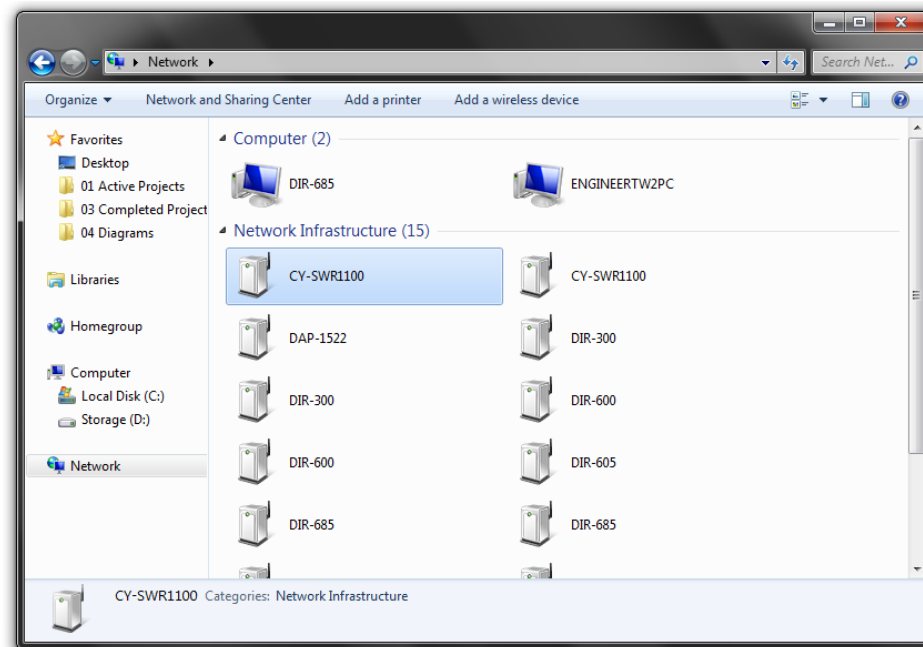 Network
Search Net...
Organize
Network and Sharing Center
Add a printer
Add a wireless device
Favorites
Desktop
01 Active Projects
03 Completed Project
04 Diagrams
Libraries
Homegroup
Computer
Local Disk (C:)
Storage (D:)
Network
Computer (2)
DIR-685
ENGINEERTW2PC
Network Infrastructure (15)
CY-SWR1100
CY-SWR1100
DAP-1522
DIR-300
DIR-300
DIR-600
DIR-600
DIR-605
DIR-685
DIR-685
CY-SWR1100 Categories: Network Infrastructure